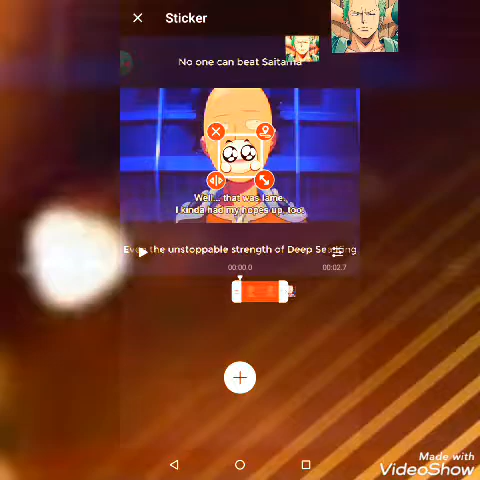 Sticker
No one can beat Saitama
Well... that was lame.
I kinda had my hopes up, too!
Even the unstoppable strength of Deep Sea King
00:00.0
00:02.7
Made with
VideoShow